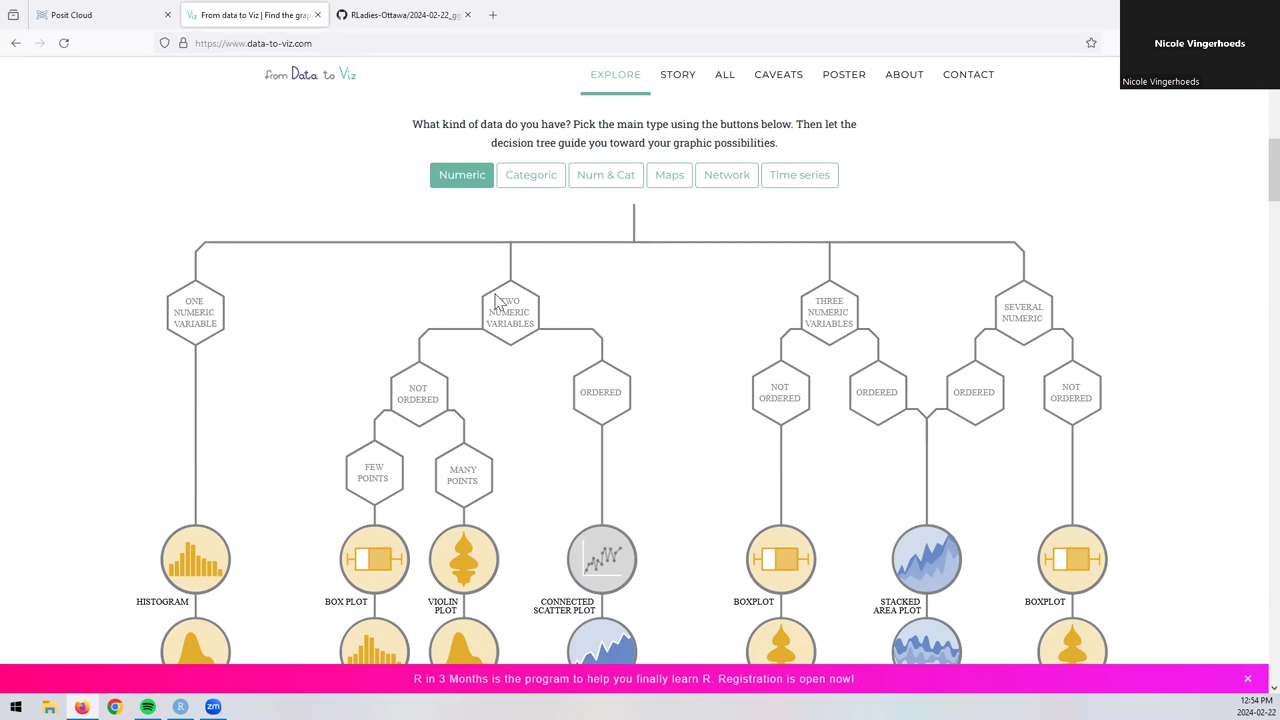 Posit Cloud
From data to Viz | Find the grap
RLadies-Ottawa/2024-02-22_gg
https://www.data-to-viz.com
Nicole Vingerhoeds
Nicole Vingerhoeds
from Data to Viz
EXPLORE STORY ALL CAVEATS POSTER ABOUT CONTACT
What kind of data do you have? Pick the main type using the buttons below. Then let the
decision tree guide you toward your graphic possibilities.
Numeric Categoric Num & Cat Maps Network Time series
ONE
NUMERIC
VARIABLE
TWO
NUMERIC
VARIABLES
THREE
NUMERIC
VARIABLES
SEVERAL
NUMERIC
NOT
ORDERED
ORDERED
NOT
ORDERED
ORDERED
ORDERED
NOT
ORDERED
FEW
POINTS
MANY
POINTS
HISTOGRAM
BOX PLOT
VIOLIN
PLOT
CONNECTED
SCATTER PLOT
BOXPLOT
STACKED
AREA PLOT
BOXPLOT
R in 3 Months is the program to help you finally learn R. Registration is open now!
12:54 PM
2024-02-22